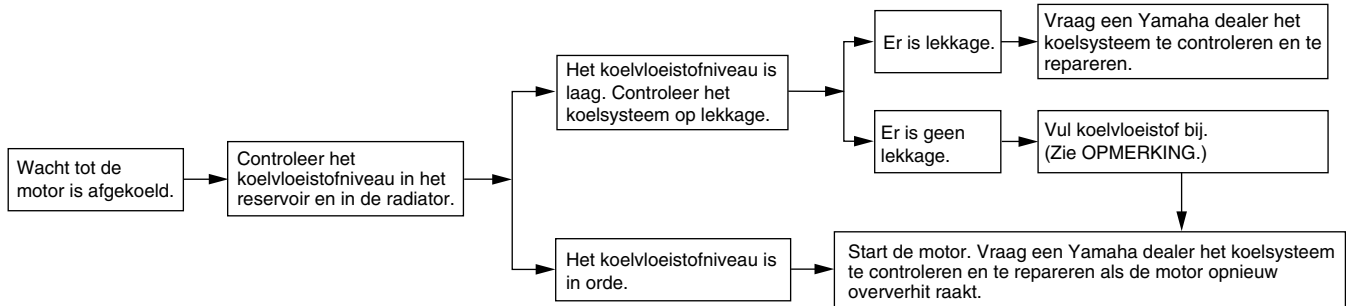 Wacht tot de
motor is afgekoeld.
Controleer het
koelvloeistofniveau in het
reservoir en in de radiator.
Het koelvloeistofniveau is
laag. Controleer het
koelsysteem op lekkage.
Er is lekkage.
Vraag een Yamaha dealer het
koelsysteem te controleren en te
repareren.
Er is geen
lekkage.
Vul koelvloeistof bij.
(Zie OPMERKING.)
Het koelvloeistofniveau is
in orde.
Start de motor. Vraag een Yamaha dealer het koelsysteem
te controleren en te repareren als de motor opnieuw
oververhit raakt.